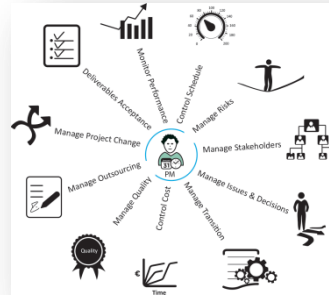 Monitor Performance
Control Schedule
Deliverables Acceptance
Manage Risks
Manage Project Change
Manage Stakeholders
PM
31
Manage Outsourcing
Manage Issues & Decisions
Manage Quality
Control Cost
Manage Transition
Quality
€
Time